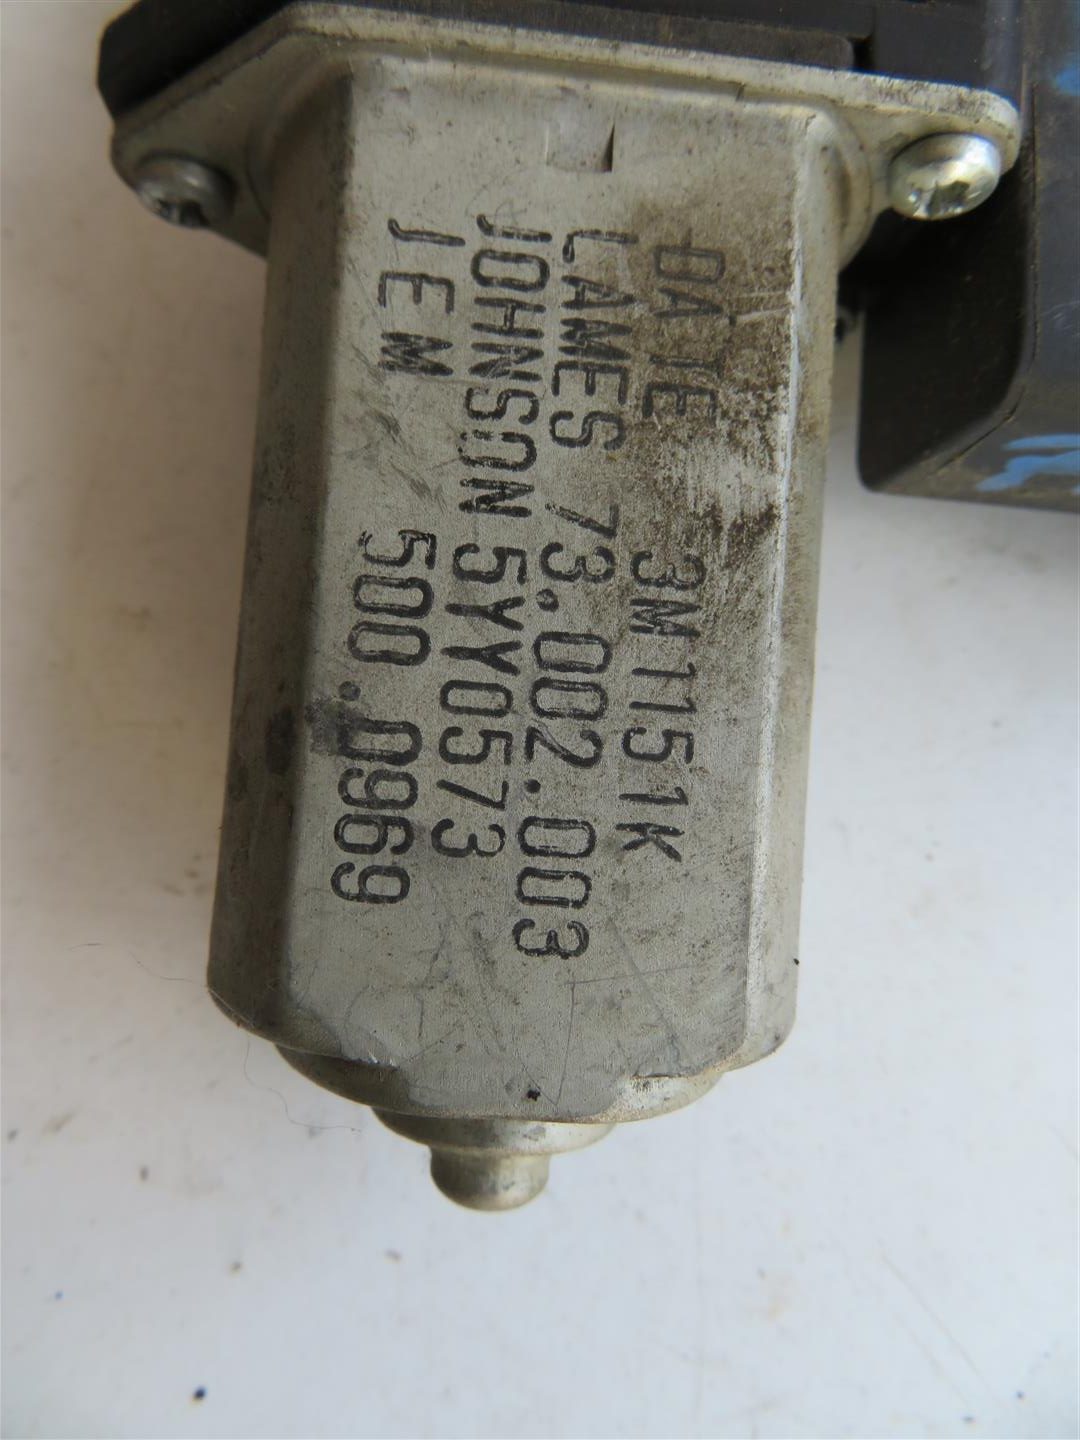 DATE 3M1151K
LAMES 73.002.003
JOHNSON 5YY0573
JEM 500.0969